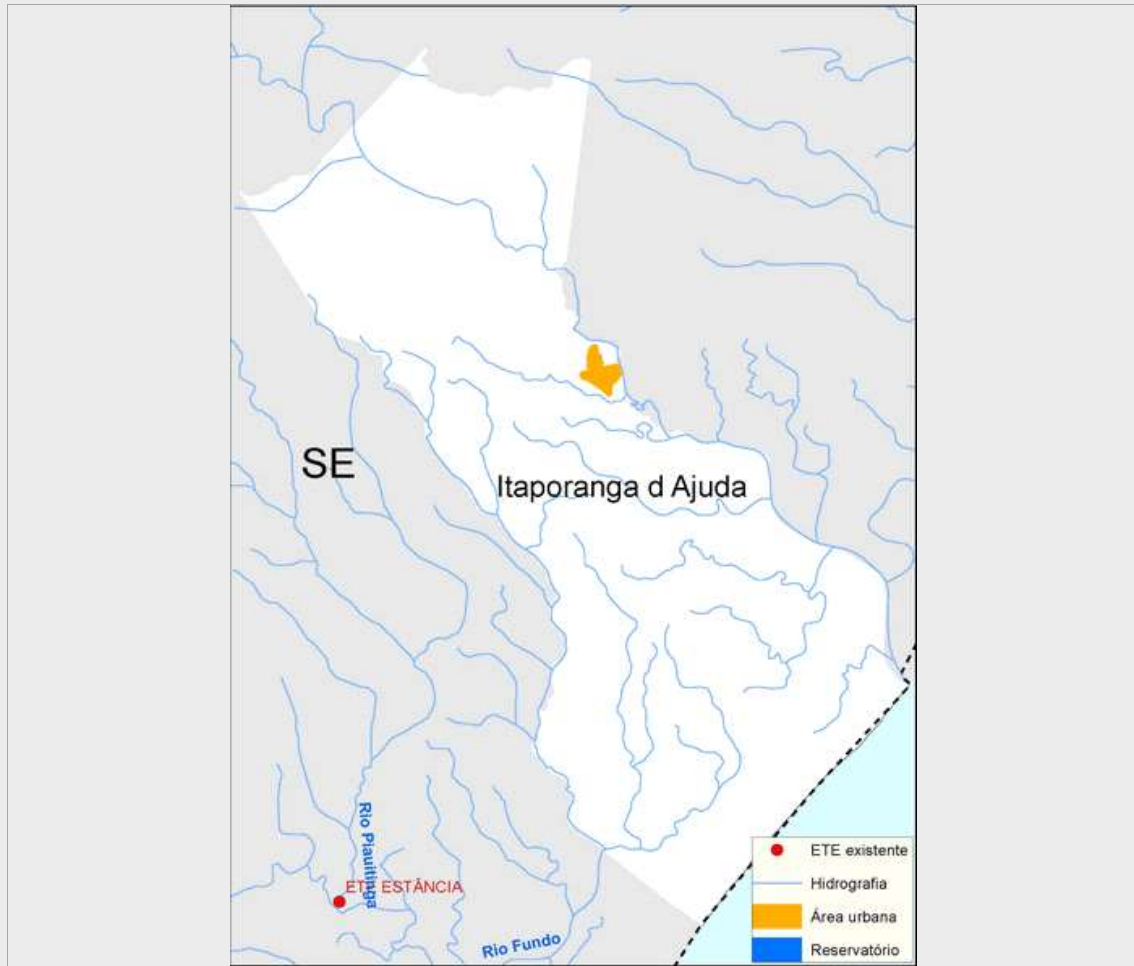 SE
Itaporanga d Ajuda
Rio Piauitinga
ETE ESTÂNCIA
Rio Fundo
ETE existente
Hidrografia
Área urbana
Reservatório